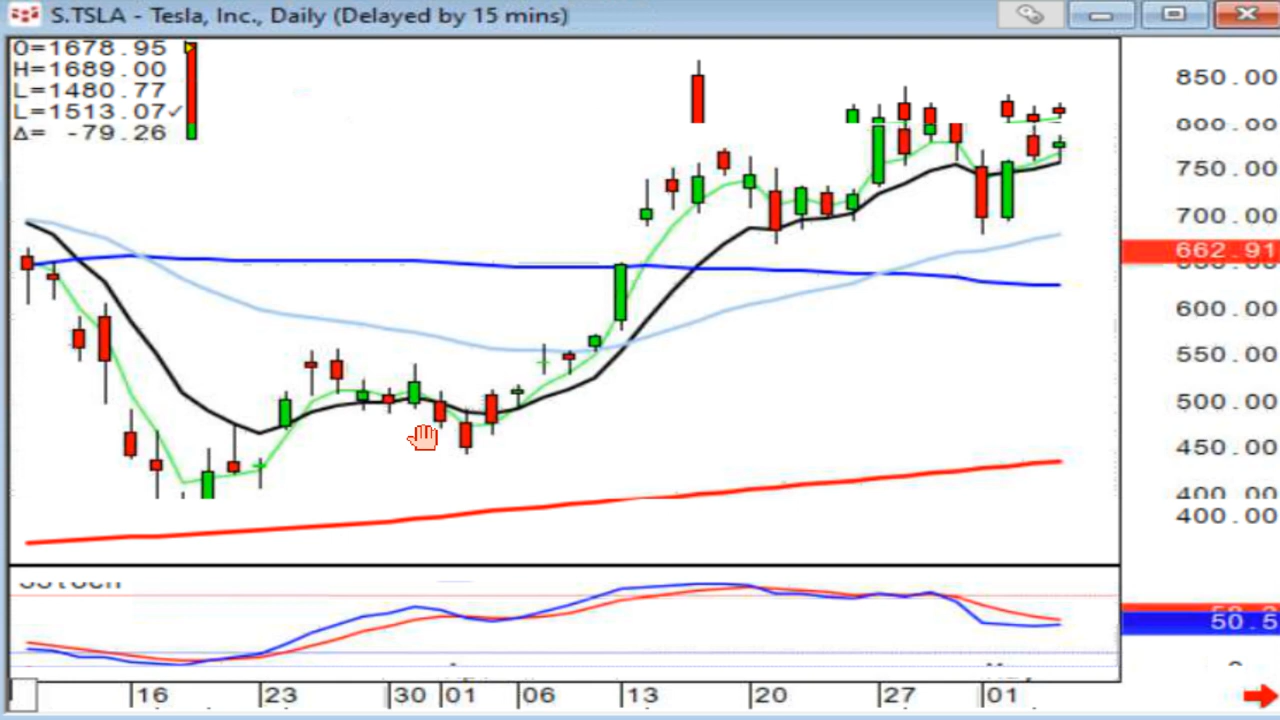 S.TSLA - Tesla, Inc., Daily (Delayed by 15 mins)
O=1678.95
H=1689.00
L=1480.77
L=1513.07✓
Δ= -79.26
850.00
800.00
750.00
700.00
662.91
600.00
550.00
500.00
450.00
400.00
400.00
50.5
16 23 30 01 06 13 20 27 01